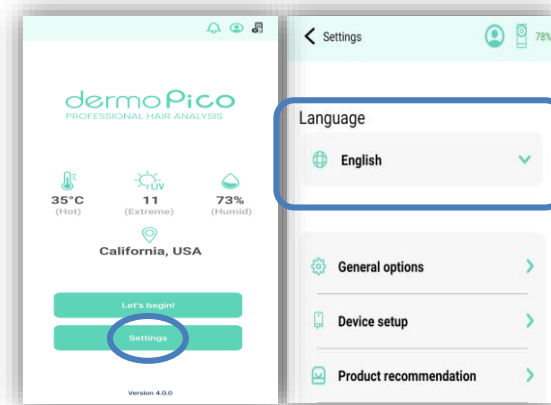 dermoPico
PROFESSIONAL HAIR ANALYSIS
35°C
(Hot)
UV
11
(Extreme)
73%
(Humid)
California, USA
Let's begin!
Settings
Version 4.0.0
Settings
78%
Language
English
General options
Device setup
Product recommendation